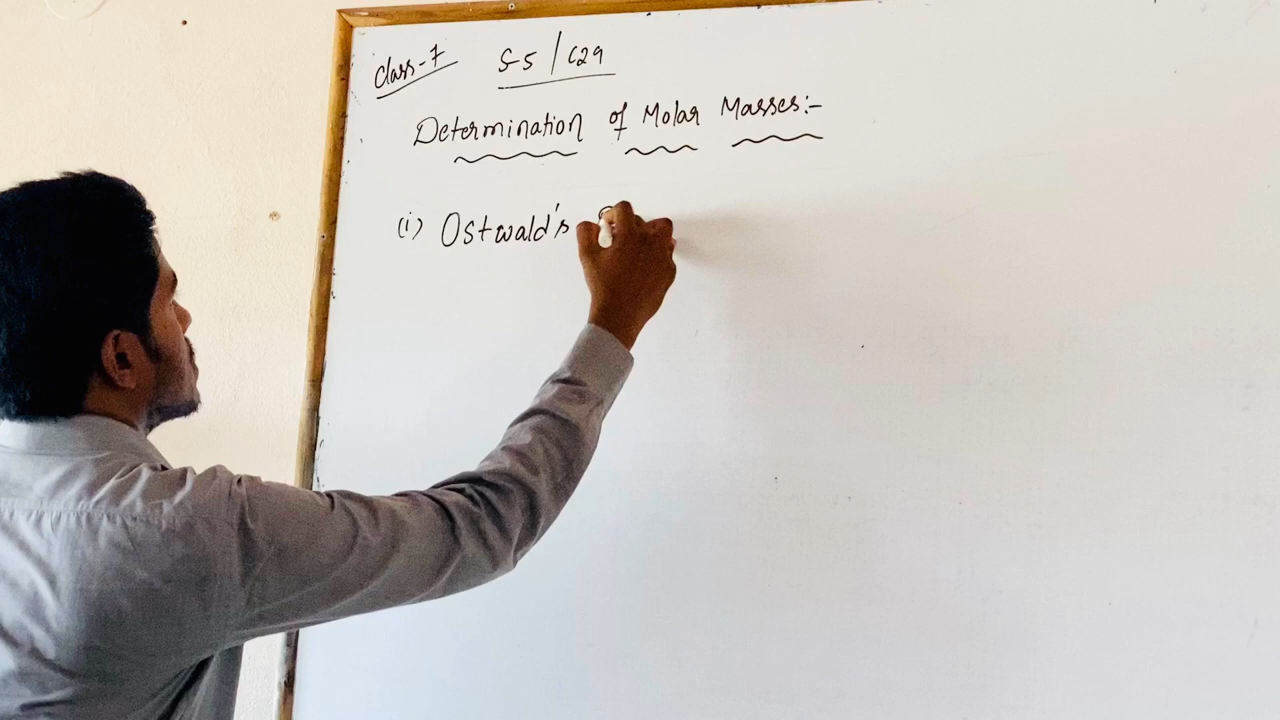 Class-7
S-5 / C29
Determination of Molar Masses:-
(i) Ostwald's